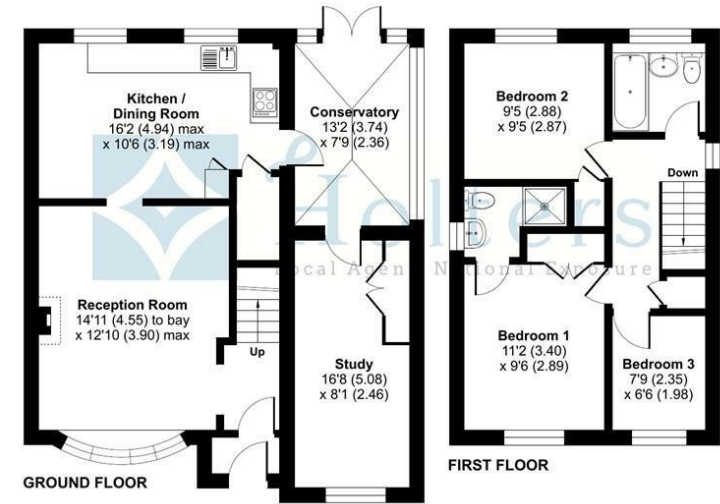 Kitchen /
Dining Room
16'2 (4.94) max
x 10'6 (3.19) max
Conservatory
13'2 (3.74)
x 7'9 (2.36)
Bedroom 2
9'5 (2.88)
x 9'5 (2.87)
Down
Holters
Local Agent National Exposure
Reception Room
14'11 (4.55) to bay
x 12'10 (3.90) max
Up
Study
16'8 (5.08)
x 8'1 (2.46)
Bedroom 1
11'2 (3.40)
x 9'6 (2.89)
Bedroom 3
7'9 (2.35)
x 6'6 (1.98)
GROUND FLOOR
FIRST FLOOR